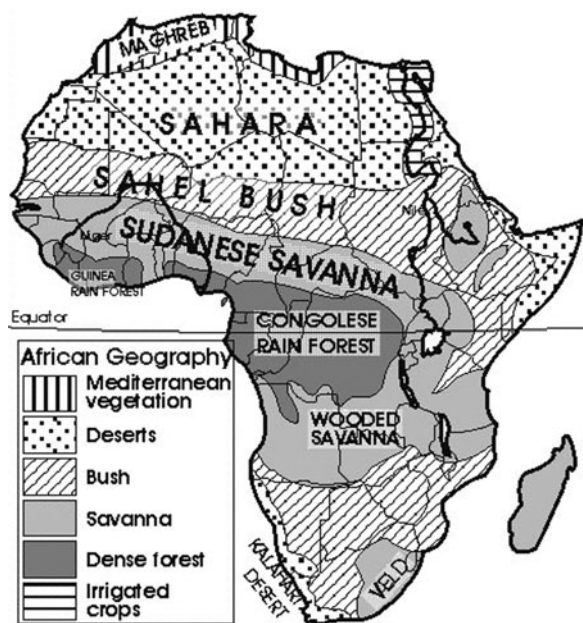 MAGHREB
SAHARA
SAHEL BUSH
Nile
Niger
SUDANESE SAVANNA
GUINEA
RAIN FOREST
Equator
CONGOLESE
RAIN FOREST
WOODED
SAVANNA
KALAHARI
DESERT
VELD
African Geography
Mediterranean
vegetation
Deserts
Bush
Savanna
Dense forest
Irrigated
crops